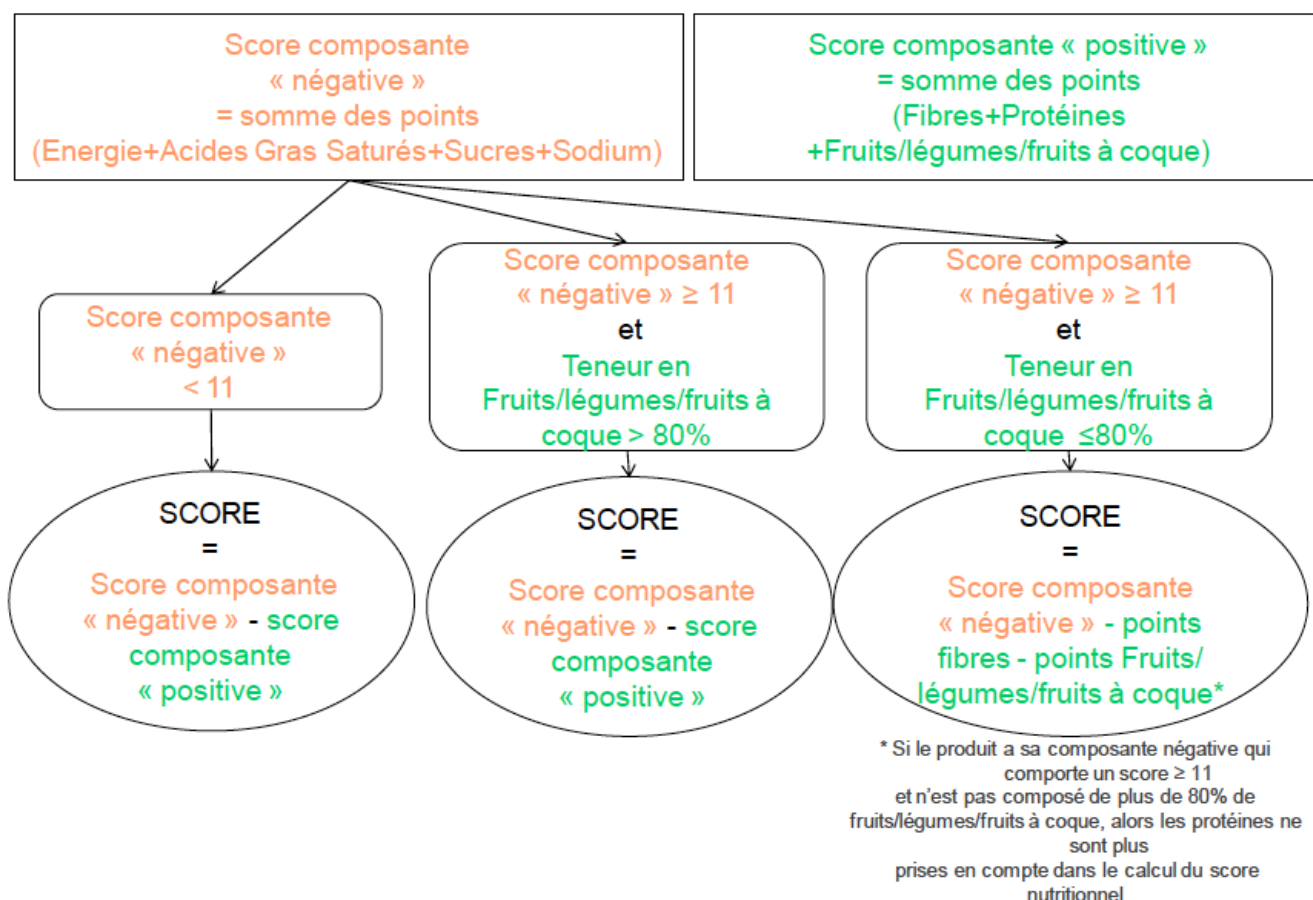 Score composante
« négative »
= somme des points
(Energie+Acides Gras Saturés+Sucres+Sodium)
Score composante « positive »
= somme des points
(Fibres+Protéines
+Fruits/légumes/fruits à coque)
Score composante
« négative »
< 11
Score composante
« négative » ≥ 11
et
Teneur en
Fruits/légumes/fruits à
coque > 80%
Score composante
« négative » ≥ 11
et
Teneur en
Fruits/légumes/fruits à
coque ≤80%
SCORE
=
Score composante
« négative » - score
composante
« positive »
SCORE
=
Score composante
« négative » - score
composante
« positive »
SCORE
=
Score composante
« négative » - points
fibres - points Fruits/
légumes/fruits à coque*
* Si le produit a sa composante négative qui
comporte un score ≥ 11
et n'est pas composé de plus de 80% de
fruits/légumes/fruits à coque, alors les protéines ne
sont plus
prises en compte dans le calcul du score
nutritionnel